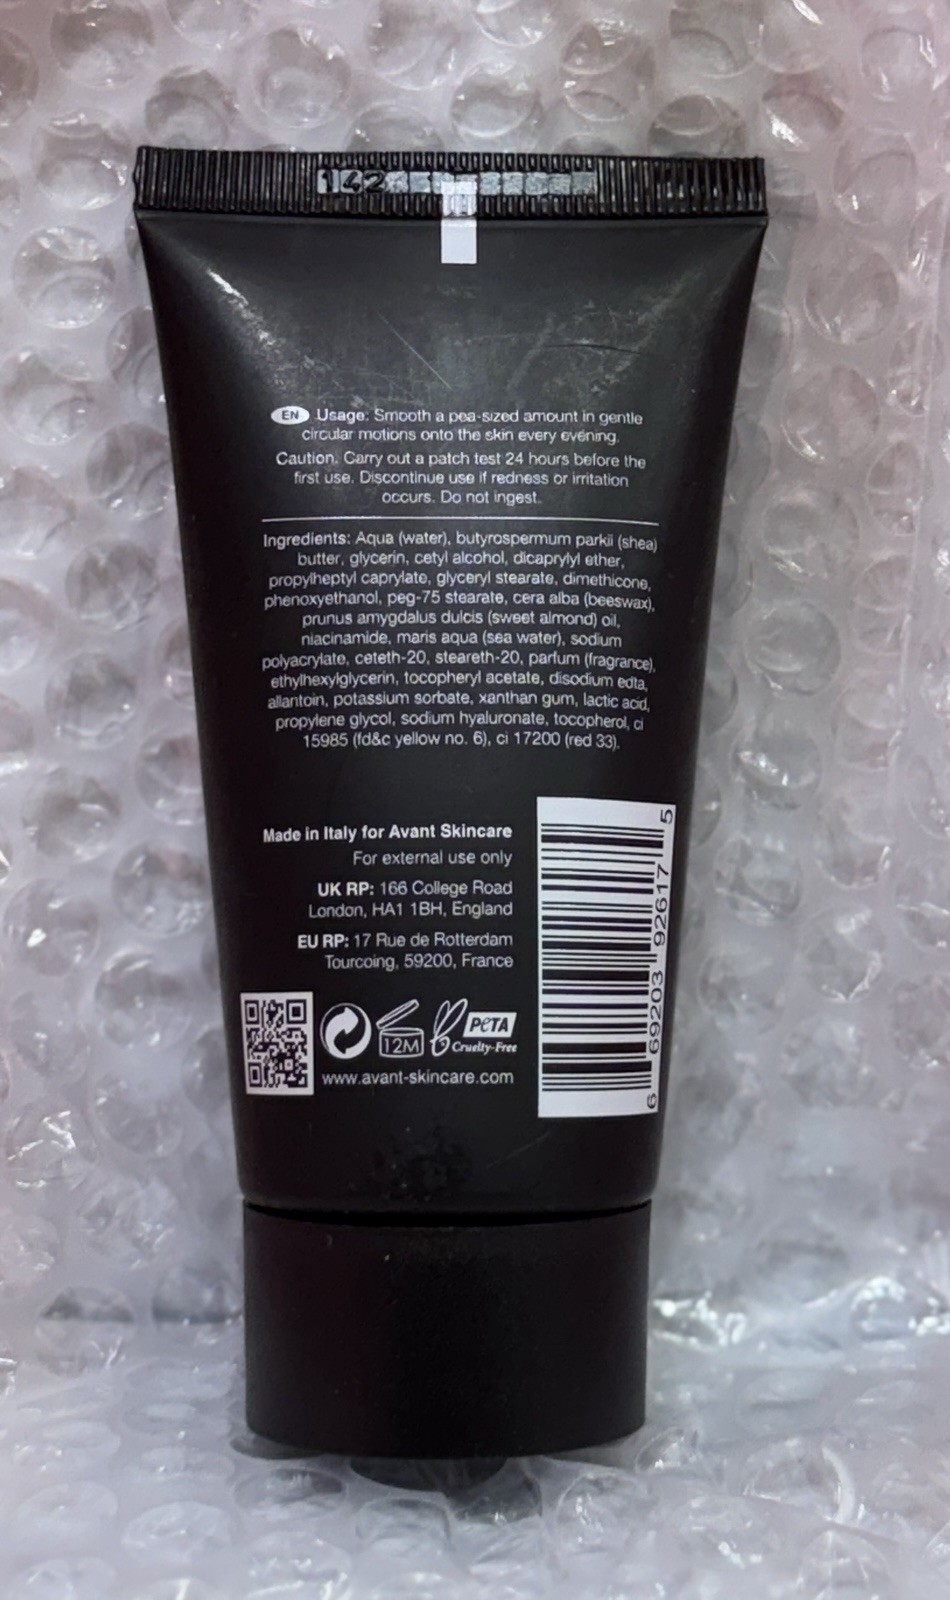 142
EN Usage: Smooth a pea-sized amount in gentle
circular motions onto the skin every evening.
Caution. Carry out a patch test 24 hours before the
first use. Discontinue use if redness or irritation
occurs. Do not ingest.
Ingredients: Aqua (water), butyrospermum parkii (shea)
butter, glycerin, cetyl alcohol, dicaprylyl ether,
propylheptyl caprylate, glyceryl stearate, dimethicone,
phenoxyethanol, peg-75 stearate, cera alba (beeswax),
prunus amygdalus dulcis (sweet almond) oil,
niacinamide, maris aqua (sea water), sodium
polyacrylate, ceteth-20, steareth-20, parfum (fragrance),
ethylhexylglycerin, tocopheryl acetate, disodium edta,
allantoin, potassium sorbate, xanthan gum, lactic acid,
propylene glycol, sodium hyaluronate, tocopherol, ci
15985 (fd&c yellow no. 6), ci 17200 (red 33).
Made in Italy for Avant Skincare
For external use only
UK RP: 166 College Road
London, HA1 1BH, England
EU RP: 17 Rue de Rotterdam
Tourcoing, 59200, France
12M
PeTA
Cruelty-Free
www.avant-skincare.com
6 69203 92617 5